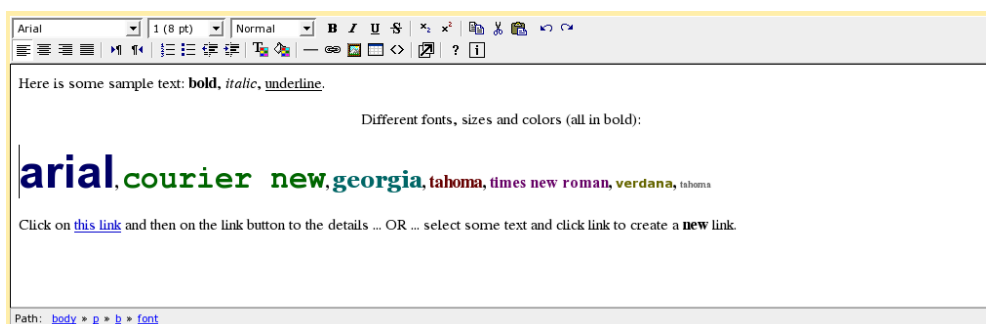 Arial 1 (8 pt) Normal B I U S x₂ x²
? i
Here is some sample text: bold, italic, underline.
Different fonts, sizes and colors (all in bold):
arial, courier new, georgia, tahoma, times new roman, verdana, tahoma
Click on this link and then on the link button to the details ... OR ... select some text and click link to create a new link.
Path: body » p » b » font